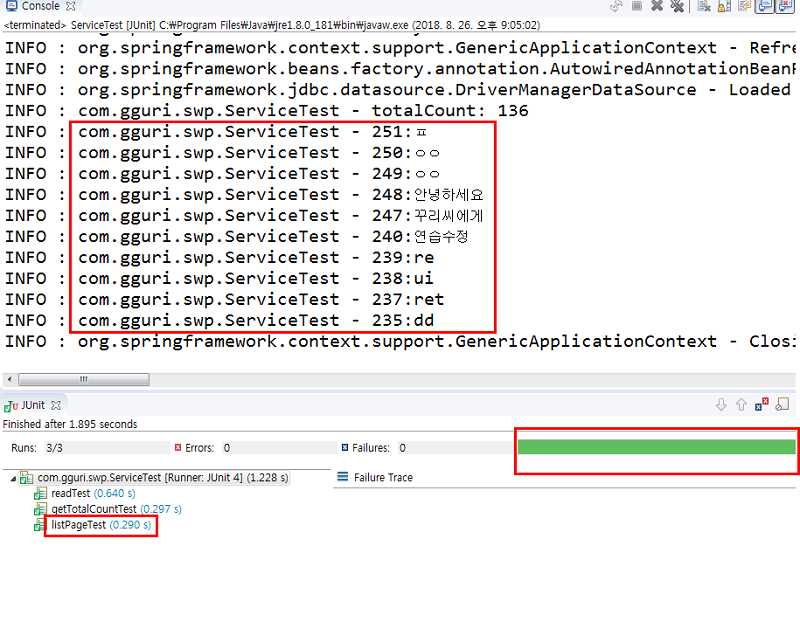 Console
<terminated> ServiceTest [JUnit] C:\Program Files\Java\jre1.8.0_181\bin\javaw.exe (2018. 8. 26. 오후 9:05:02)
INFO : org.springframework.context.support.GenericApplicationContext - Refre
INFO : org.springframework.beans.factory.annotation.AutowiredAnnotationBeanF
INFO : org.springframework.jdbc.datasource.DriverManagerDataSource - Loaded
INFO : com.gguri.swp.ServiceTest - totalCount: 136
INFO : com.gguri.swp.ServiceTest - 251:ㅍ
INFO : com.gguri.swp.ServiceTest - 250:ㅇㅇ
INFO : com.gguri.swp.ServiceTest - 249:ㅇㅇ
INFO : com.gguri.swp.ServiceTest - 248:안녕하세요
INFO : com.gguri.swp.ServiceTest - 247:꾸리씨에게
INFO : com.gguri.swp.ServiceTest - 240:연습수정
INFO : com.gguri.swp.ServiceTest - 239:re
INFO : com.gguri.swp.ServiceTest - 238:ui
INFO : com.gguri.swp.ServiceTest - 237:ret
INFO : com.gguri.swp.ServiceTest - 235:dd
INFO : org.springframework.context.support.GenericApplicationContext - Closi
JUnit
Finished after 1.895 seconds
Runs: 3/3 Errors: 0 Failures: 0
com.gguri.swp.ServiceTest [Runner: JUnit 4] (1.228 s) Failure Trace
readTest (0.640 s)
getTotalCountTest (0.297 s)
listPageTest (0.290 s)